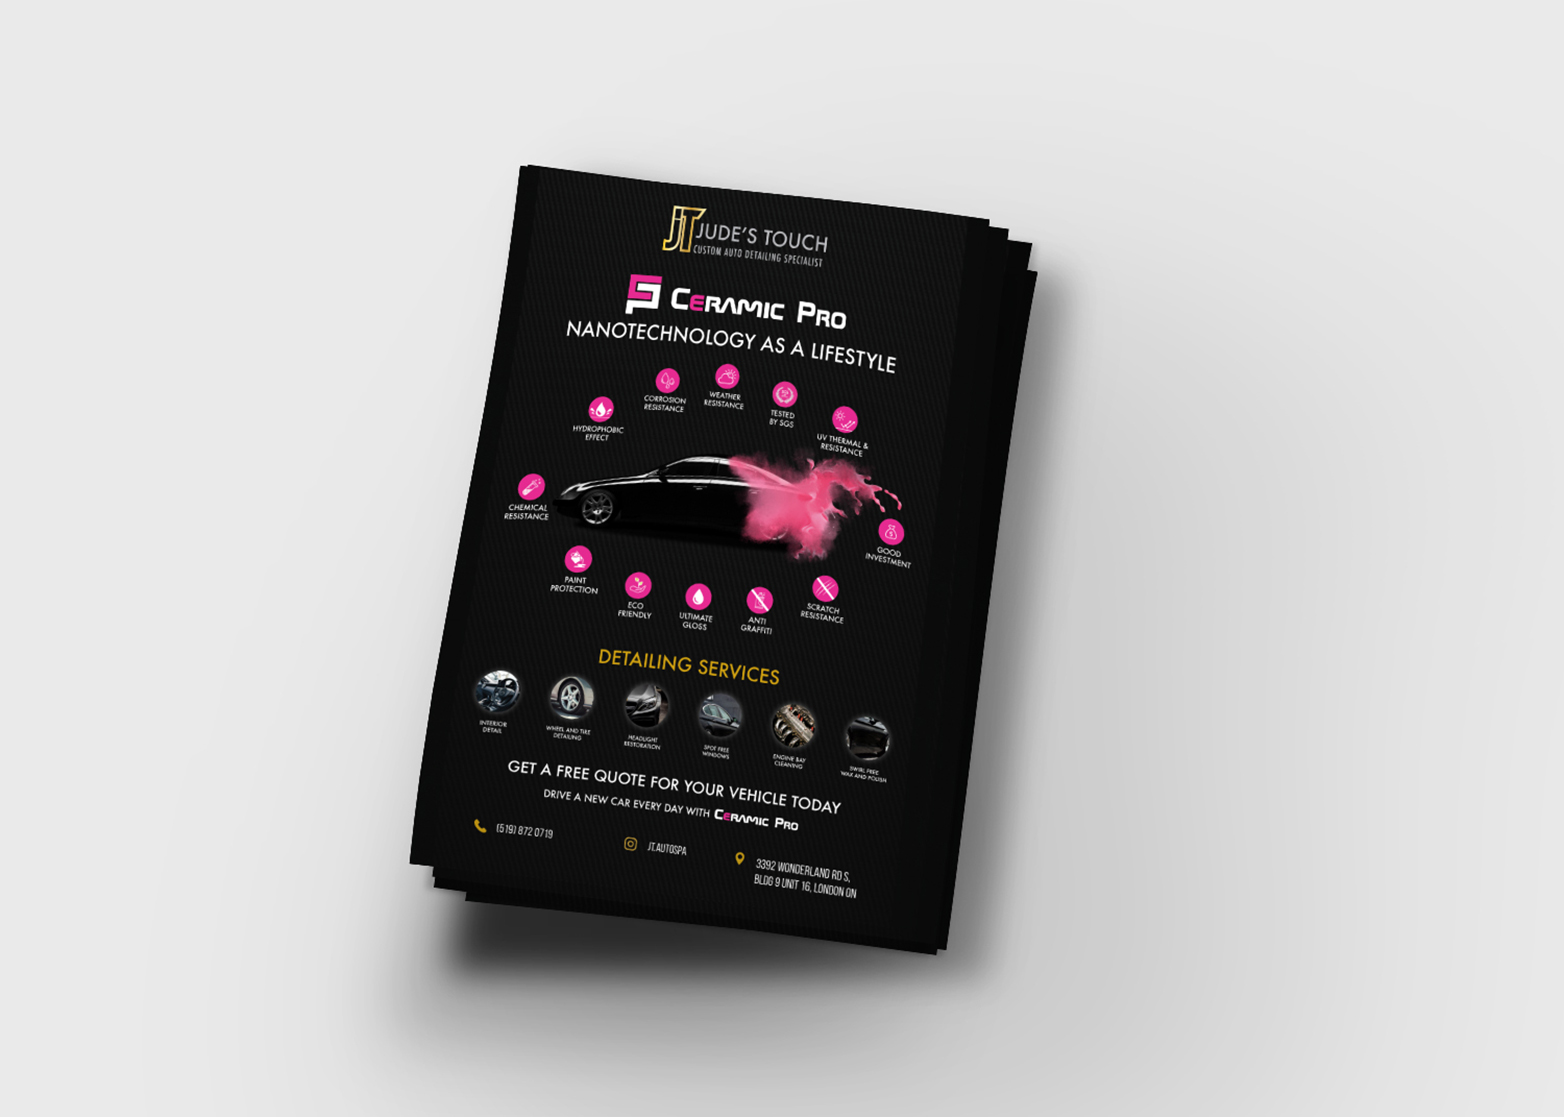 JT JUDE'S TOUCH
CUSTOM AUTO DETAILING SPECIALIST
CERAMIC PRO
NANOTECHNOLOGY AS A LIFESTYLE
CORROSION
RESISTANCE
WEATHER
RESISTANCE
TESTED
BY SGS
UV THERMAL &
RESISTANCE
HYDROPHOBIC
EFFECT
CHEMICAL
RESISTANCE
GOOD
INVESTMENT
PAINT
PROTECTION
ECO
FRIENDLY
ULTIMATE
GLOSS
ANTI
GRAFFITI
SCRATCH
RESISTANCE
DETAILING SERVICES
INTERIOR
DETAIL
WHEEL AND TIRE
DETAILING
HEADLIGHT
RESTORATION
SPOT FREE
WINDOWS
ENGINE BAY
CLEANING
SWIRL FREE
WAX AND POLISH
GET A FREE QUOTE FOR YOUR VEHICLE TODAY
DRIVE A NEW CAR EVERY DAY WITH CERAMIC PRO
(519) 872 0719
JT.AUTOSPA
3392 WONDERLAND RD S,
BLDG 9 UNIT 16, LONDON ON